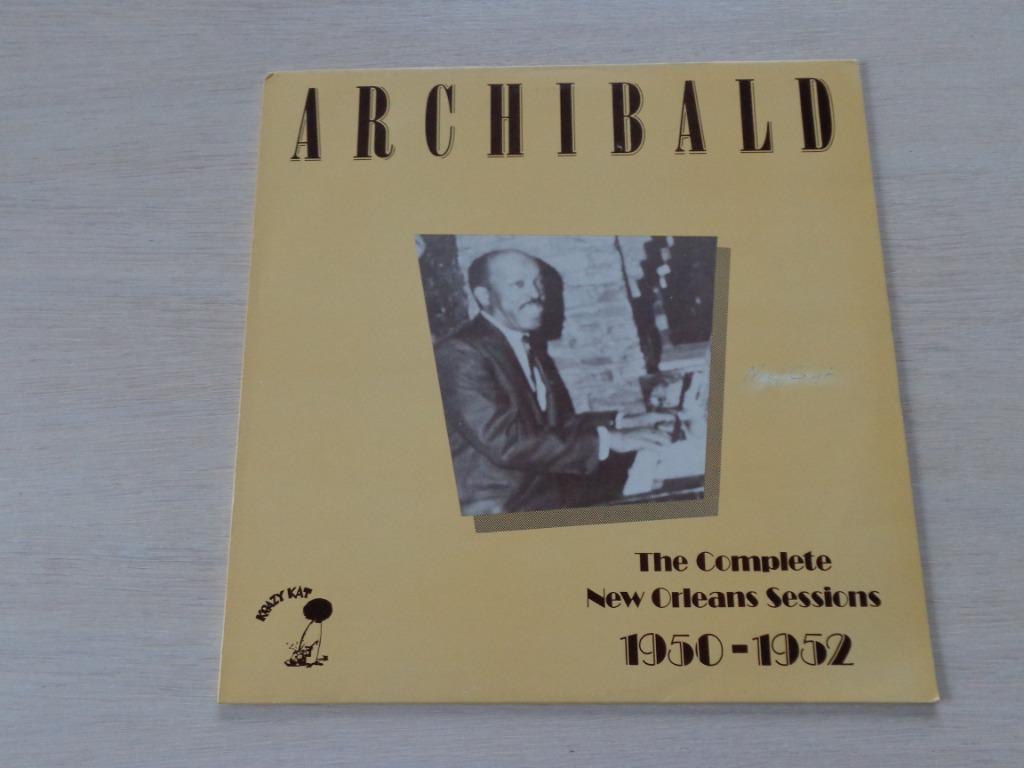 ARCHIBALD
The Complete
New Orleans Sessions
1950-1952
KRAZY KAT